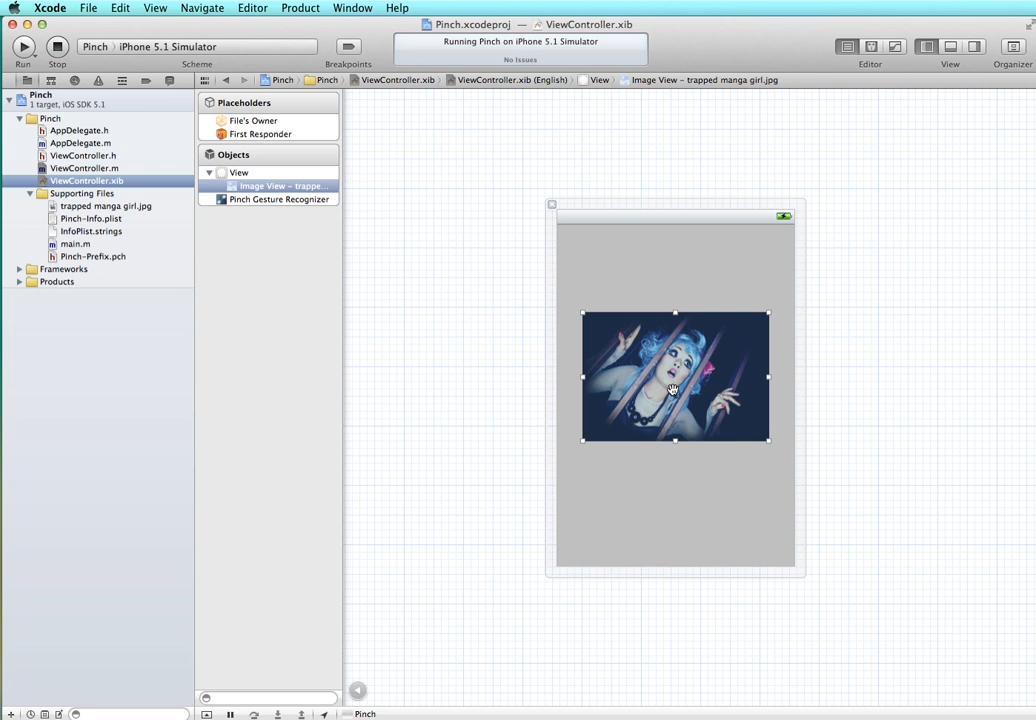 Xcode File Edit View Navigate Editor Product Window Help
Pinch.xcodeproj — ViewController.xib
Pinch iPhone 5.1 Simulator
Running Pinch on iPhone 5.1 Simulator
No Issues
Run Stop Scheme Breakpoints Editor View Organizer
Pinch Pinch ViewController.xib ViewController.xib (English) View Image View – trapped manga girl.jpg
Pinch
1 target, iOS SDK 5.1
Pinch
AppDelegate.h
AppDelegate.m
ViewController.h
ViewController.m
ViewController.xib
Supporting Files
trapped manga girl.jpg
Pinch-Info.plist
InfoPlist.strings
main.m
Pinch-Prefix.pch
Frameworks
Products
Placeholders
File's Owner
First Responder
Objects
View
Image View – trappe...
Pinch Gesture Recognizer
Pinch